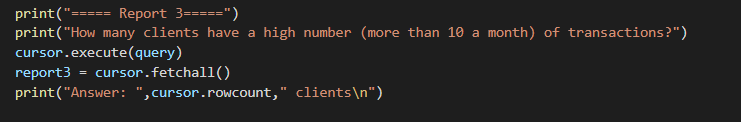 print("===== Report 3=====")
print("How many clients have a high number (more than 10 a month) of transactions?")
cursor.execute(query)
report3 = cursor.fetchall()
print("Answer: ",cursor.rowcount," clients\n")